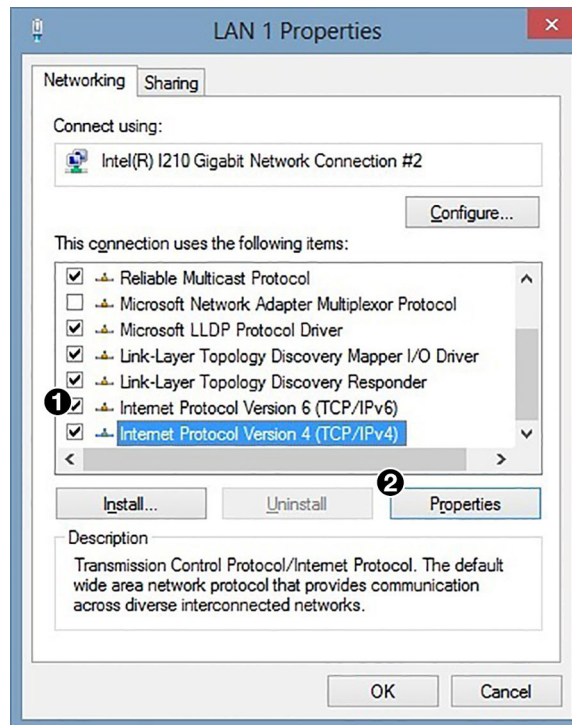 LAN 1 Properties
Networking
Sharing
Connect using:
Intel(R) I210 Gigabit Network Connection #2
Configure...
This connection uses the following items:
Reliable Multicast Protocol
Microsoft Network Adapter Multiplexor Protocol
Microsoft LLDP Protocol Driver
Link-Layer Topology Discovery Mapper I/O Driver
Link-Layer Topology Discovery Responder
1
Internet Protocol Version 6 (TCP/IPv6)
Internet Protocol Version 4 (TCP/IPv4)
2
Install...
Uninstall
Properties
Description
Transmission Control Protocol/Internet Protocol. The default
wide area network protocol that provides communication
across diverse interconnected networks.
OK
Cancel